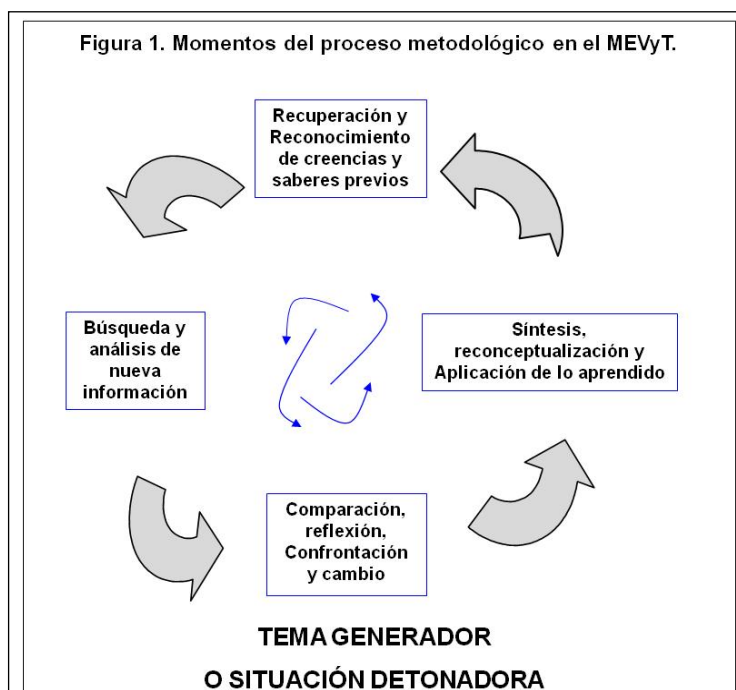 Figura 1. Momentos del proceso metodológico en el MEVyT.
Recuperación y
Reconocimiento
de creencias y
saberes previos
Búsqueda y
análisis de
nueva
información
Síntesis,
reconceptualización y
Aplicación de lo aprendido
Comparación,
reflexión,
Confrontación
y cambio
TEMA GENERADOR
O SITUACIÓN DETONADORA